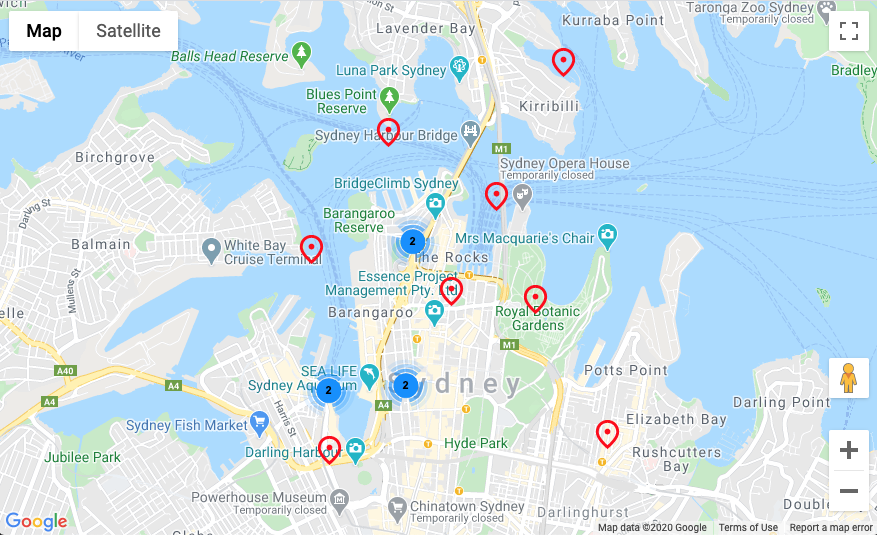 Map
Satellite
Lavender Bay
Kurraba Point
Taronga Zoo Sydney
Temporarily closed
Balls Head Reserve
Luna Park Sydney
Bradley
Blues Point
Reserve
Kirribilli
Sydney Harbour Bridge
M1
Birchgrove
Sydney Opera House
Temporarily closed
BridgeClimb Sydney
Darling St
Barangaroo
Reserve
Balmain
White Bay
Cruise Terminal
2
Mrs Macquarie's Chair
The Rocks
Mullens St
Essence Project
Management Pty. Ltd
Barangaroo
Royal Botanic
Gardens
elle
M1
SEA LIFE
Sydney Aquarium
A40
A4
2
2
Sydney
Potts Point
A4
A4
Harris St
Darling Point
Elizabeth Bay
Sydney Fish Market
Hyde Park
Darling Harbour
Jubilee Park
Rushcutters
Bay
Powerhouse Museum
Temporarily closed
Chinatown Sydney
Temporarily closed
Darlinghurst
Double
Google
Map data ©2020 Google
Terms of Use
Report a map error